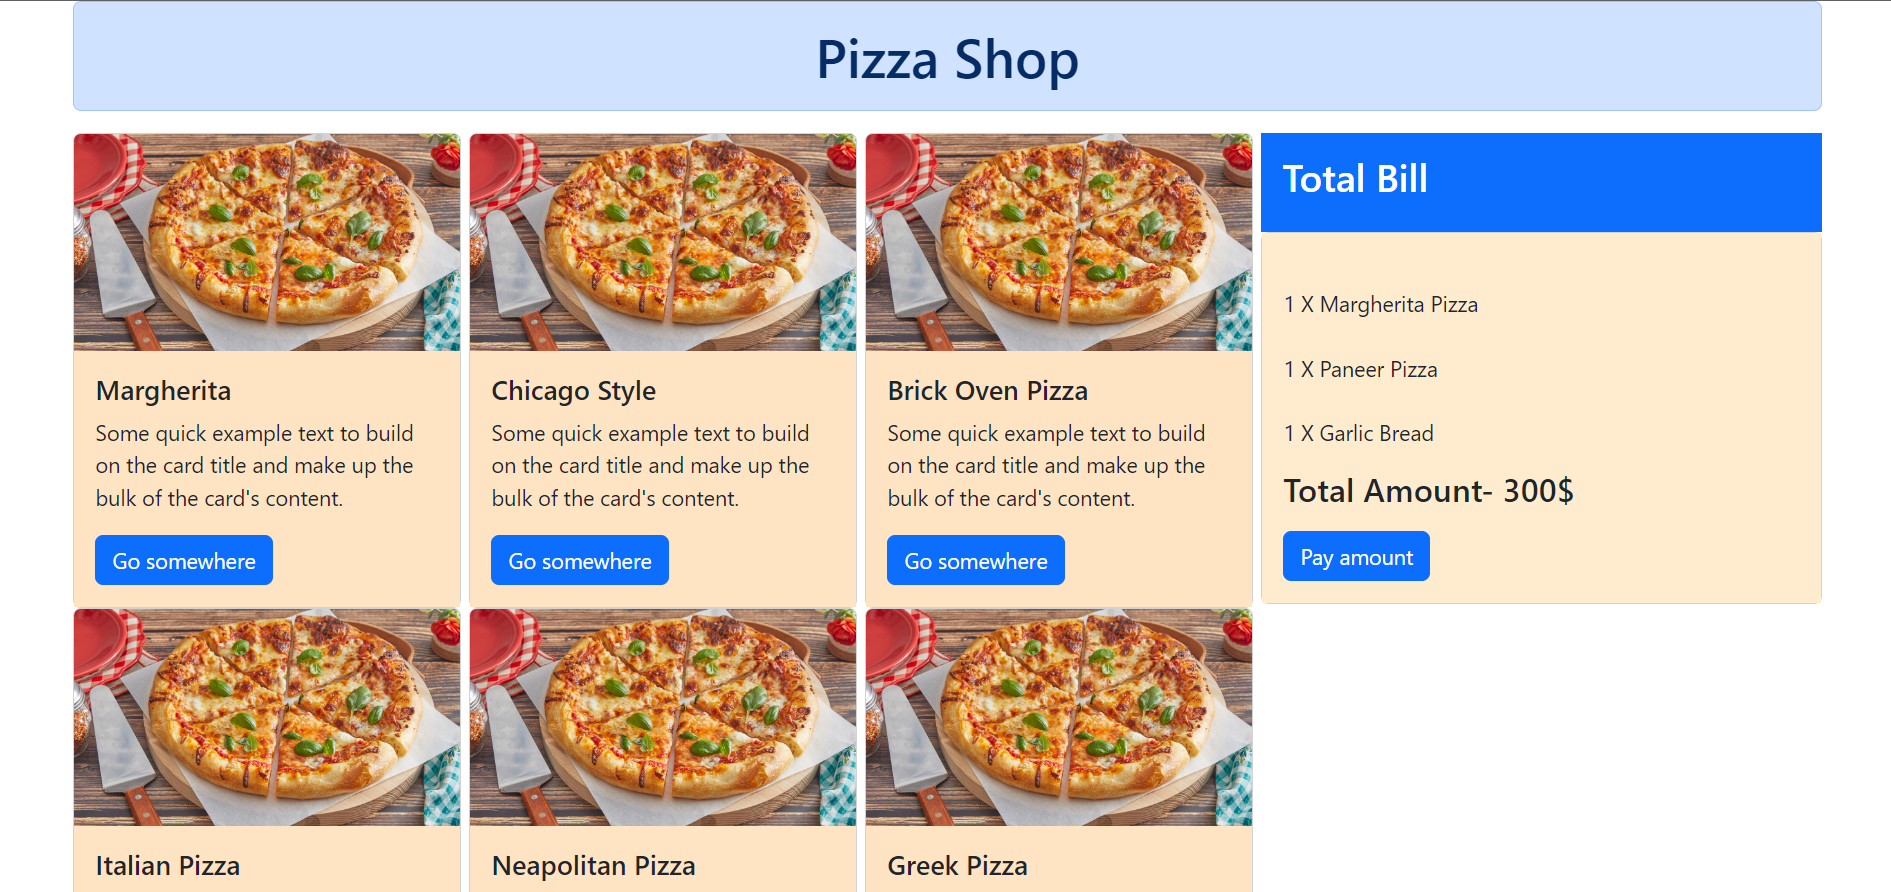 Pizza Shop
Margherita
Some quick example text to build
on the card title and make up the
bulk of the card's content.
Go somewhere
Chicago Style
Some quick example text to build
on the card title and make up the
bulk of the card's content.
Go somewhere
Brick Oven Pizza
Some quick example text to build
on the card title and make up the
bulk of the card's content.
Go somewhere
Total Bill
1 X Margherita Pizza
1 X Paneer Pizza
1 X Garlic Bread
Total Amount- 300$
Pay amount
Italian Pizza
Neapolitan Pizza
Greek Pizza